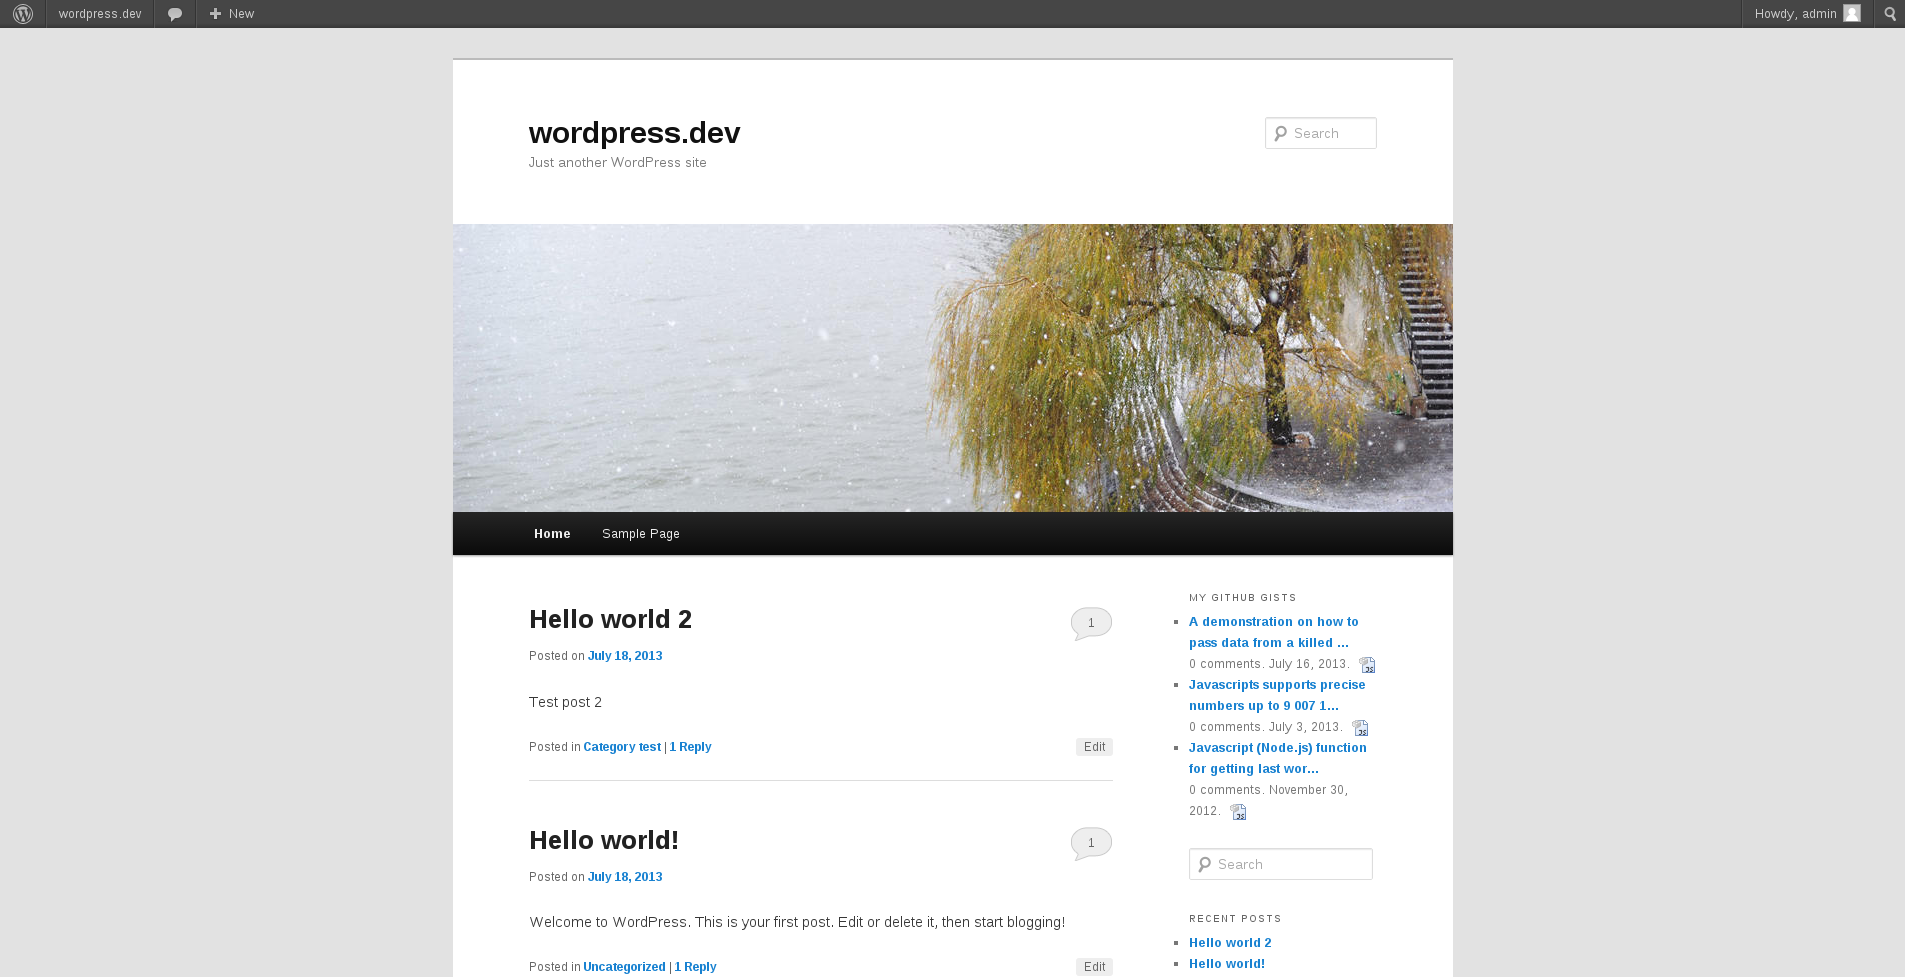 wordpress.dev
New
Howdy, admin
wordpress.dev
Just another WordPress site
Search
Home
Sample Page
Hello world 2
1
Posted on July 18, 2013
Test post 2
Posted in Category test | 1 Reply
Edit
Hello world!
1
Posted on July 18, 2013
Welcome to WordPress. This is your first post. Edit or delete it, then start blogging!
Posted in Uncategorized | 1 Reply
Edit
MY GITHUB GISTS
A demonstration on how to
pass data from a killed ...
0 comments. July 16, 2013.
JS
Javascripts supports precise
numbers up to 9 007 1...
0 comments. July 3, 2013.
JS
Javascript (Node.js) function
for getting last wor...
0 comments. November 30,
2012.
JS
Search
RECENT POSTS
Hello world 2
Hello world!